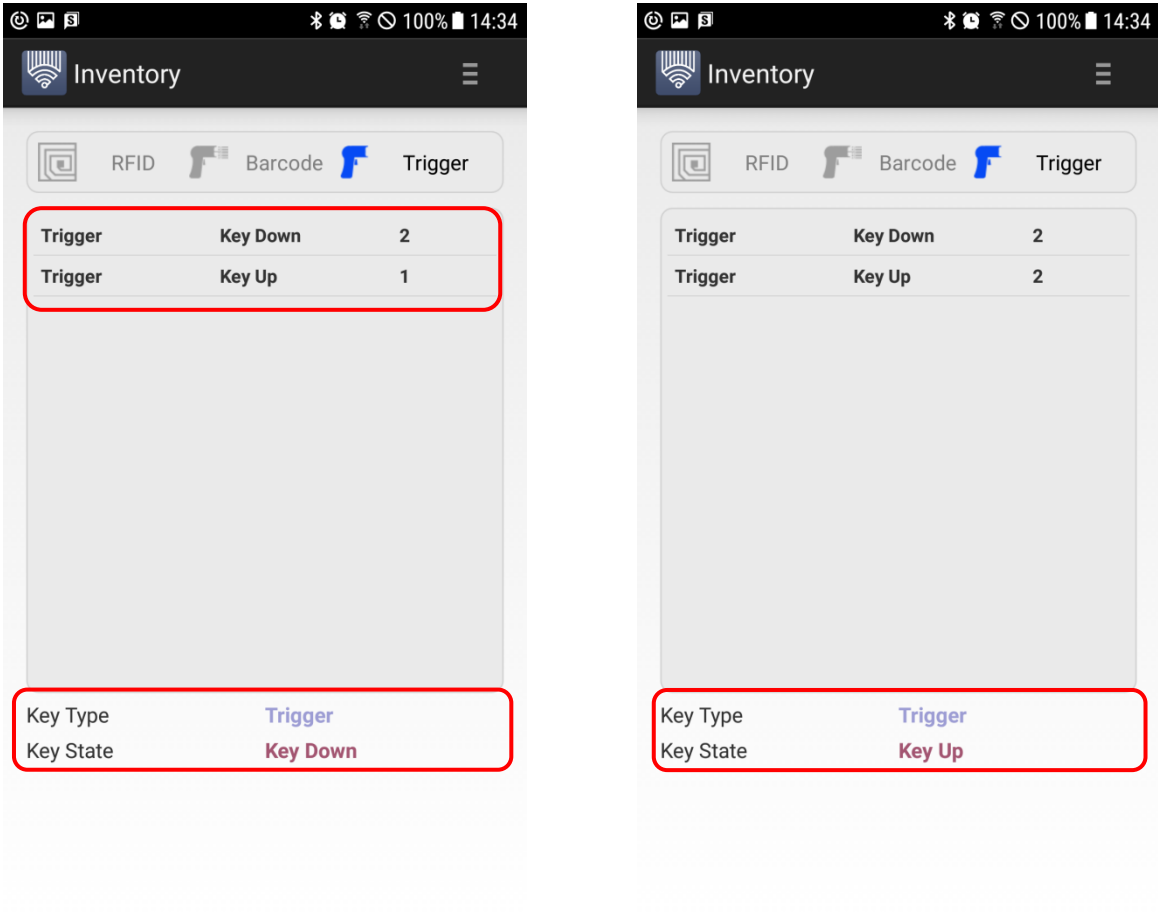 100% 14:34
Inventory
RFID Barcode Trigger
Trigger Key Down 2
Trigger Key Up 1
Key Type Trigger
Key State Key Down
100% 14:34
Inventory
RFID Barcode Trigger
Trigger Key Down 2
Trigger Key Up 2
Key Type Trigger
Key State Key Up